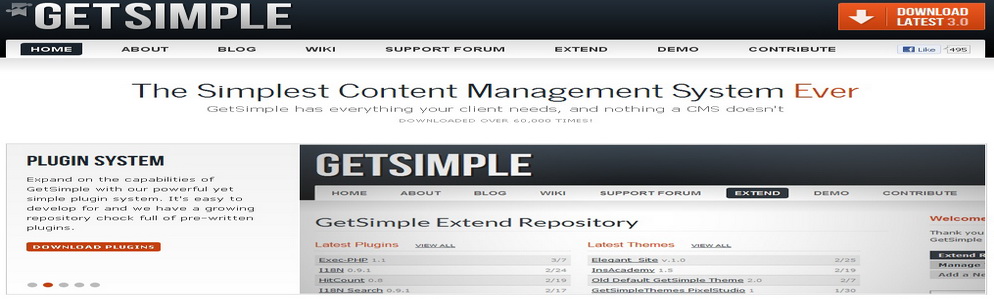 GETSIMPLE
DOWNLOAD
LATEST 3.0
HOME ABOUT BLOG WIKI SUPPORT FORUM EXTEND DEMO CONTRIBUTE Like 495
The Simplest Content Management System Ever
GetSimple has everything your client needs, and nothing a CMS doesn't
DOWNLOADED OVER 60,000 TIMES!
PLUGIN SYSTEM
Expand on the capabilities of
GetSimple with our powerful yet
simple plugin system. It's easy to
develop for and we have a growing
repository chock full of pre-written
plugins.
DOWNLOAD PLUGINS
GETSIMPLE
HOME ABOUT BLOG WIKI SUPPORT FORUM EXTEND DEMO CONTRIBUTE
GetSimple Extend Repository
Latest Plugins VIEW ALL
Exec-PHP 1.1 3/7
I18N 0.9.1 2/24
HitCount 0.8 2/19
I18N Search 0.9.1 2/17
Latest Themes VIEW ALL
Elegant_Site v.1.0 2/25
InsAcademy 1.5 2/19
Old Default GetSimple Theme 2.0 2/7
GetSimpleThemes PixelStudio 1 1/30
Welcome
Thank you
GetSimple
Extend R
Manage
Add a Ne